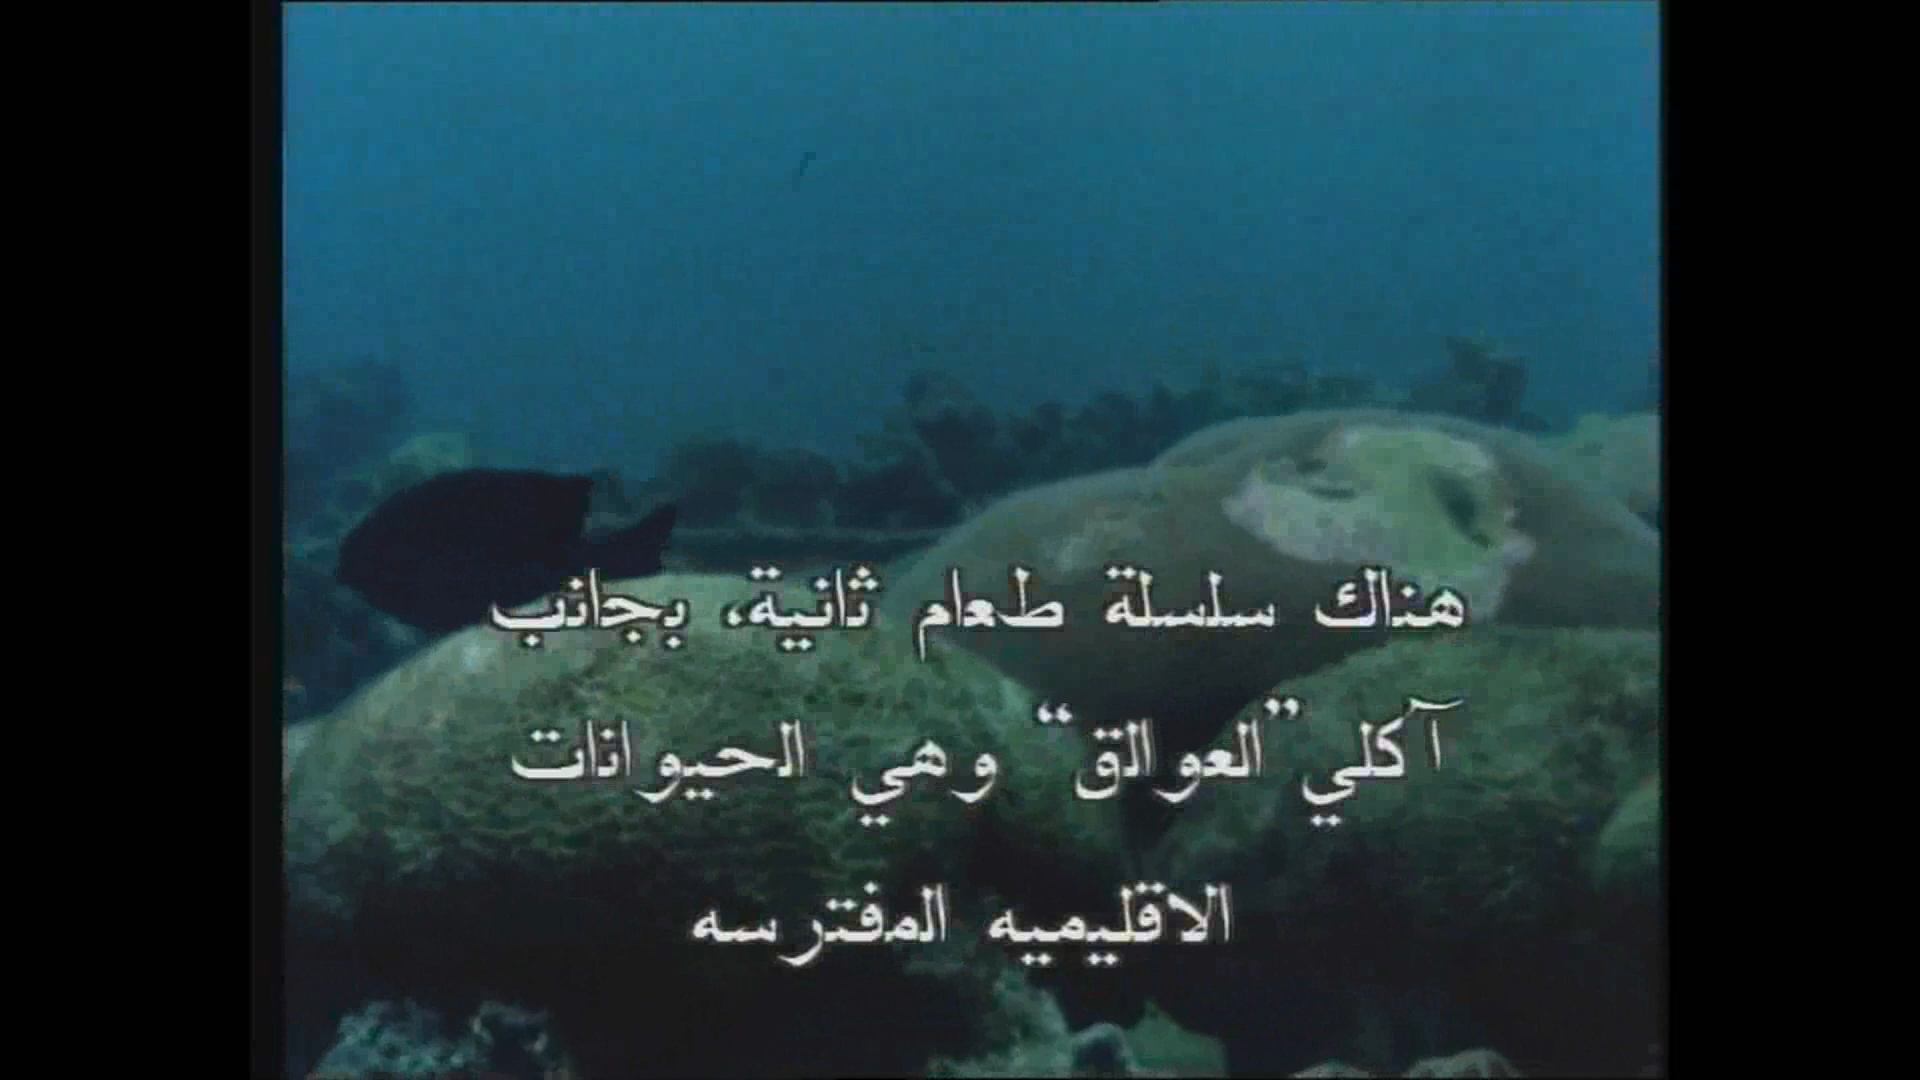 هناك سلسلة طعام ثانية، بجانب
آكلي "العوالق" وهي الحيوانات
الاقليميه المفترسه